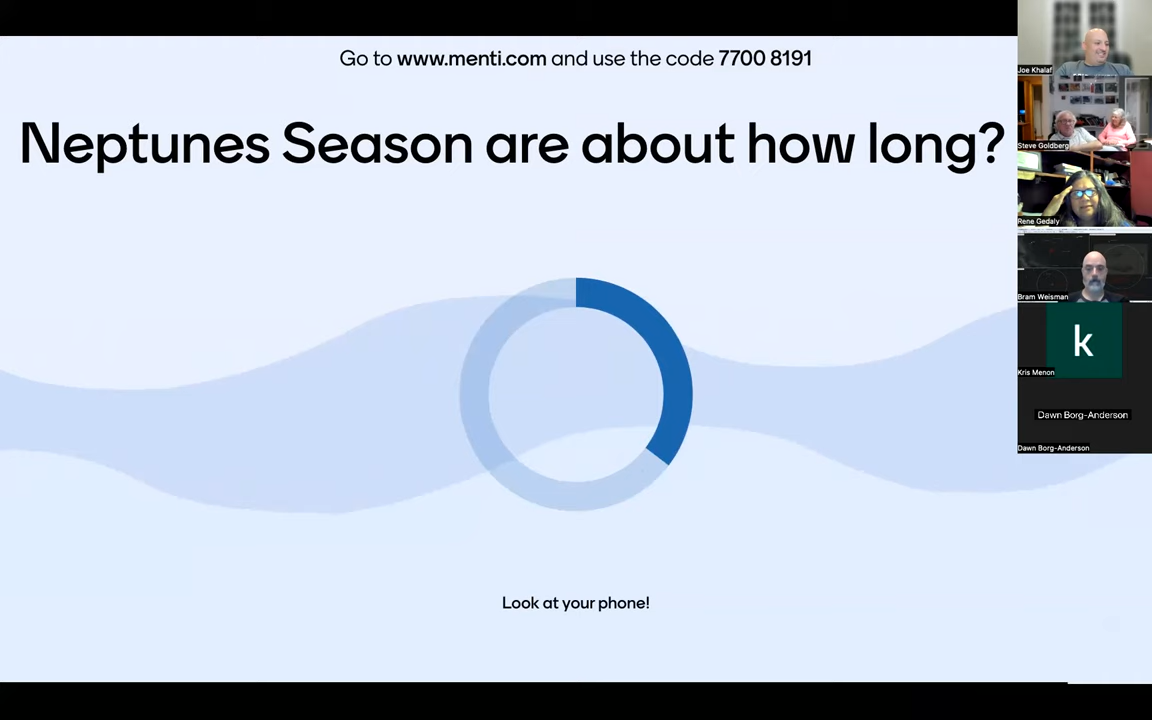 Go to www.menti.com and use the code 7700 8191
Neptunes Season are about how long?
Look at your phone!
Joe Khalaf
Steve Goldberg
Rene Gedaly
Bram Weisman
k
Kris Menon
Dawn Borg-Anderson
Dawn Borg-Anderson